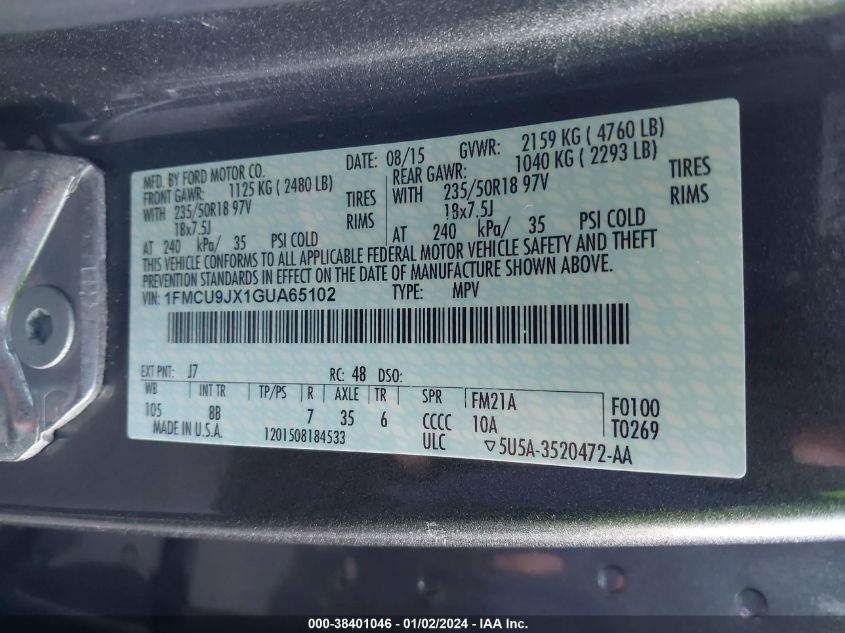 MFD. BY FORD MOTOR CO. DATE: 08/15 GVWR: 2159 KG ( 4760 LB)
FRONT GAWR: 1125 KG ( 2480 LB) REAR GAWR: 1040 KG ( 2293 LB)
WITH 235/50R18 97V TIRES WITH 235/50R18 97V TIRES
18x7.5J RIMS 18x7.5J RIMS
AT 240 kPa/ 35 PSI COLD AT 240 kPa/ 35 PSI COLD
THIS VEHICLE CONFORMS TO ALL APPLICABLE FEDERAL MOTOR VEHICLE SAFETY AND THEFT
PREVENTION STANDARDS IN EFFECT ON THE DATE OF MANUFACTURE SHOWN ABOVE.
VIN: 1FMCU9JX1GUA65102 TYPE: MPV
EXT PNT: J7 RC: 48 DSO:
WB INT TR TP/PS R AXLE TR SPR FM21A F0100
105 8B 7 35 6 CCCC 10A T0269
MADE IN U.S.A. 1201508184533 ULC ▽5U5A-3520472-AA
000-38401046 — 01/02/2024 — IAA Inc.